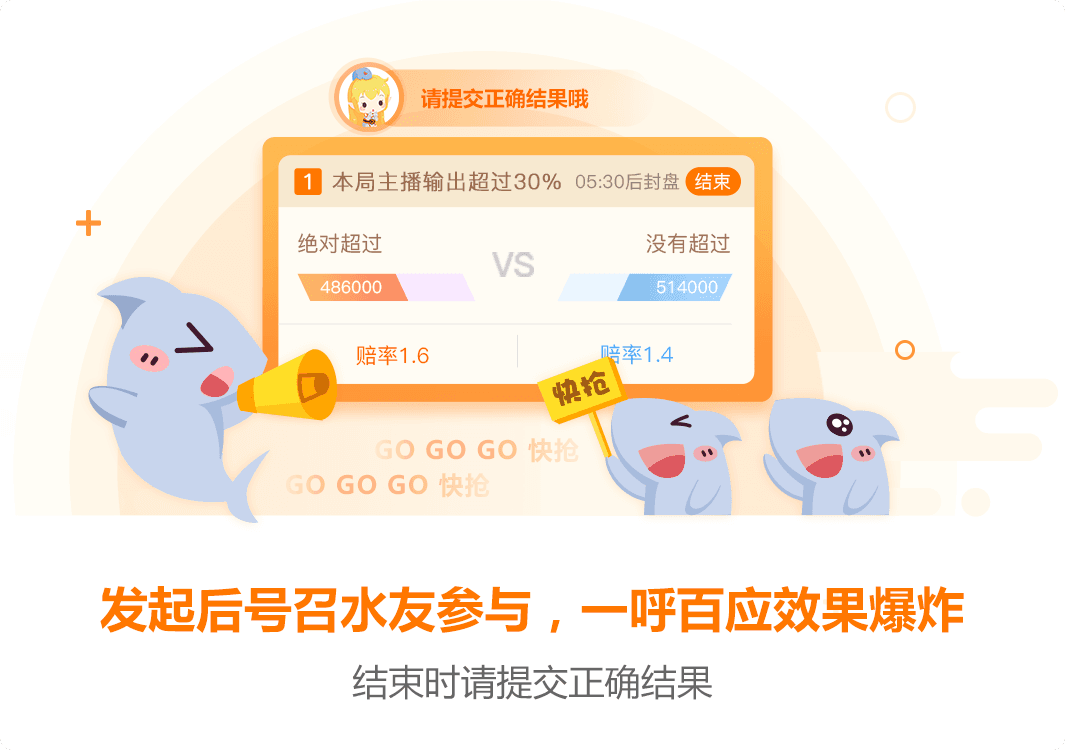 请提交正确结果哦
1 本局主播输出超过30% 05:30后封盘 结束
绝对超过 VS 没有超过
486000 514000
赔率1.6 赔率1.4
快抢
GO GO GO 快抢
GO GO GO 快抢
发起后号召水友参与，一呼百应效果爆炸
结束时请提交正确结果